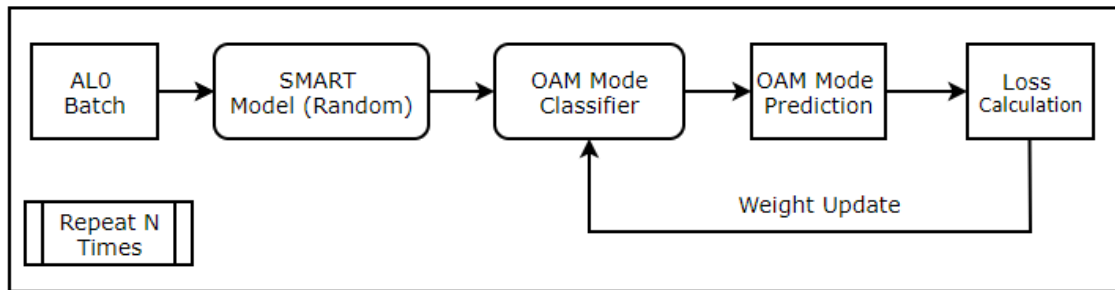 AL0
Batch
SMART
Model (Random)
OAM Mode
Classifier
OAM Mode
Prediction
Loss
Calculation
Weight Update
Repeat N
Times